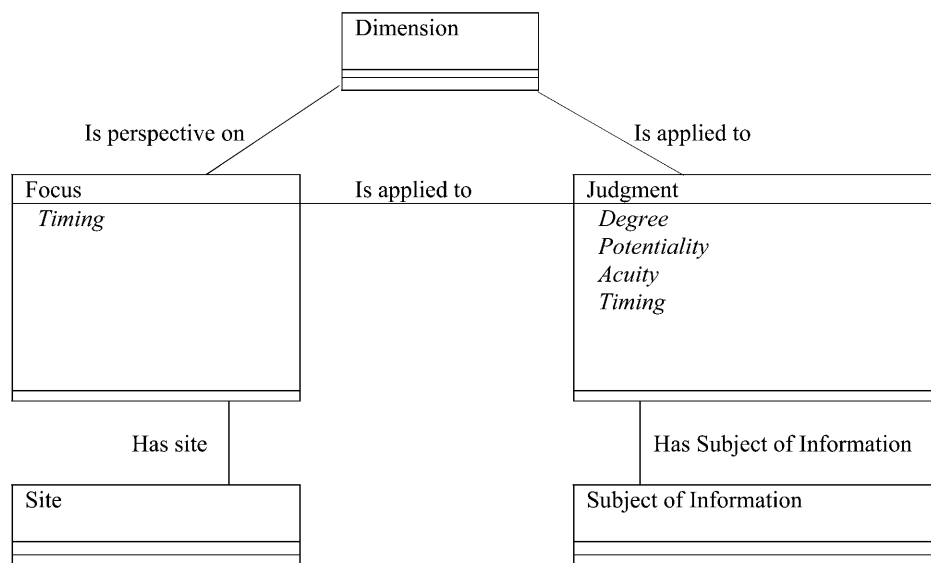 Dimension
Is perspective on
Is applied to
Focus
Is applied to
Judgment
Timing
Degree
Potentiality
Acuity
Timing
Has site
Has Subject of Information
Site
Subject of Information